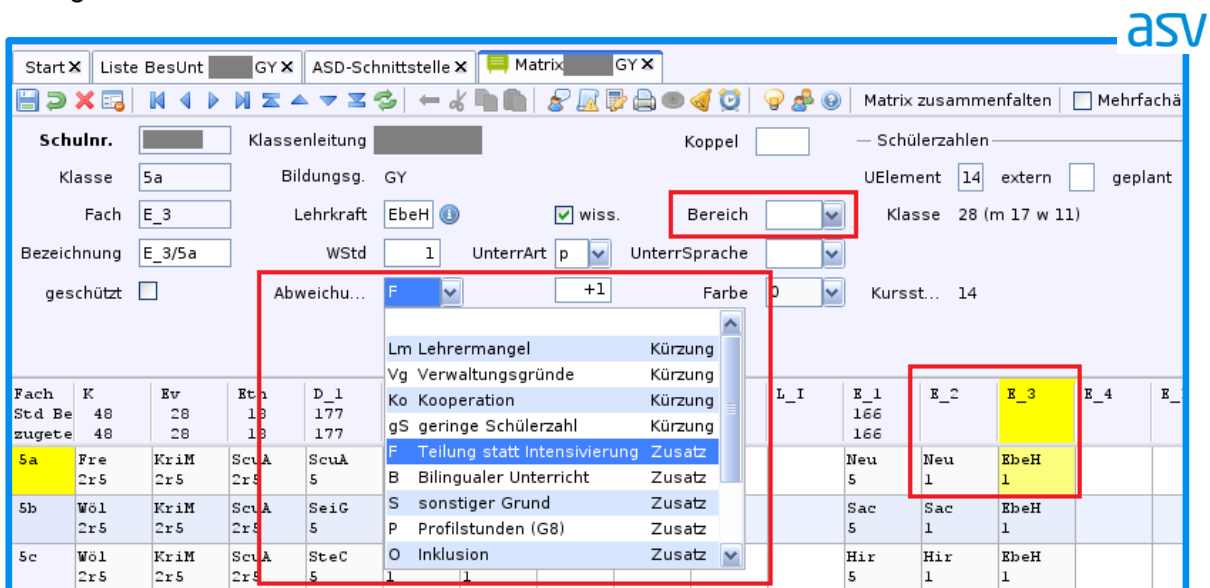 asv
Start Liste BesUnt GY ASD-Schnittstelle Matrix GY
Matrix zusammenfalten Mehrfachä
Schulnr. Klassenleitung Koppel Schülerzahlen
Klasse 5a Bildungsg. GY UElement 14 extern geplant
Fach E_3 Lehrkraft EbeH wiss. Bereich Klasse 28 (m 17 w 11)
Bezeichnung E_3/5a WStd 1 UnterrArt p UnterrSprache
geschützt Abweichu... F +1 Farbe 0 Kursst... 14
Lm Lehrermangel Kürzung
Vg Verwaltungsgründe Kürzung
Ko Kooperation Kürzung
gS geringe Schülerzahl Kürzung
F Teilung statt Intensivierung Zusatz
B Bilingualer Unterricht Zusatz
S sonstiger Grund Zusatz
P Profilstunden (G8) Zusatz
O Inklusion Zusatz
Fach K Ev Eth D_1 L_I E_1 E_2 E_3 E_4
Std Be 48 28 18 177 166
zugete 48 28 18 177 166
5a Fre KriM ScuA ScuA Neu Neu EbeH
2r5 2r5 2r5 5 5 1 1
5b Wöl KriM ScuA SeiG Sac Sac EbeH
2r5 2r5 2r5 5 5 1 1
5c Wöl KriM ScuA SteC Hir Hir EbeH
2r5 2r5 2r5 5 1 1 5 1 1